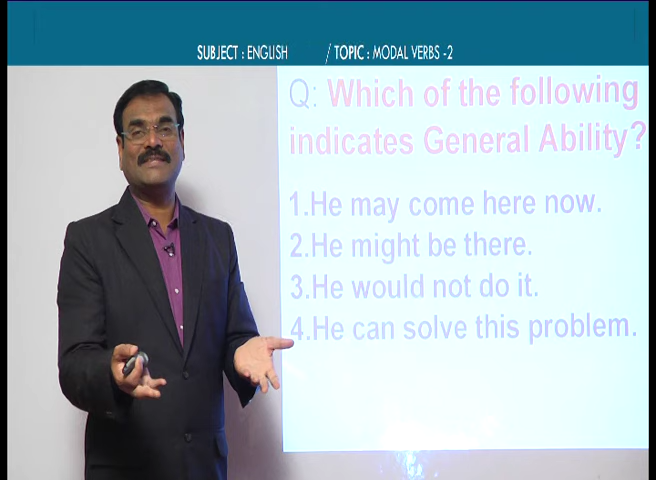 SUBJECT : ENGLISH / TOPIC : MODAL VERBS -2
Q: Which of the following
indicates General Ability?
1.He may come here now.
2.He might be there.
3.He would not do it.
4.He can solve this problem.